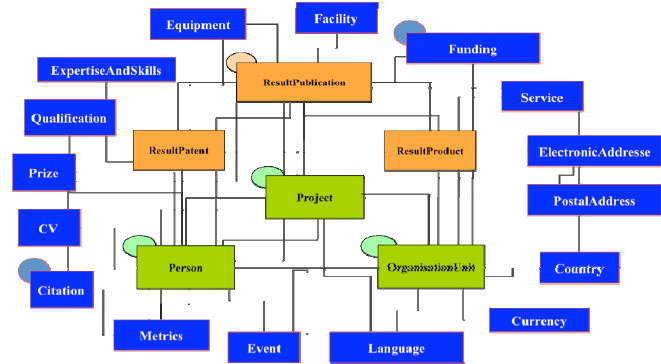 Equipment
Facility
Funding
ExpertiseAndSkills
ResultPublication
Service
Qualification
ResultPatent
ResultProduct
ElectronicAddresse
Prize
Project
PostalAddress
CV
Person
OrganisationUnit
Country
Citation
Metrics
Event
Language
Currency